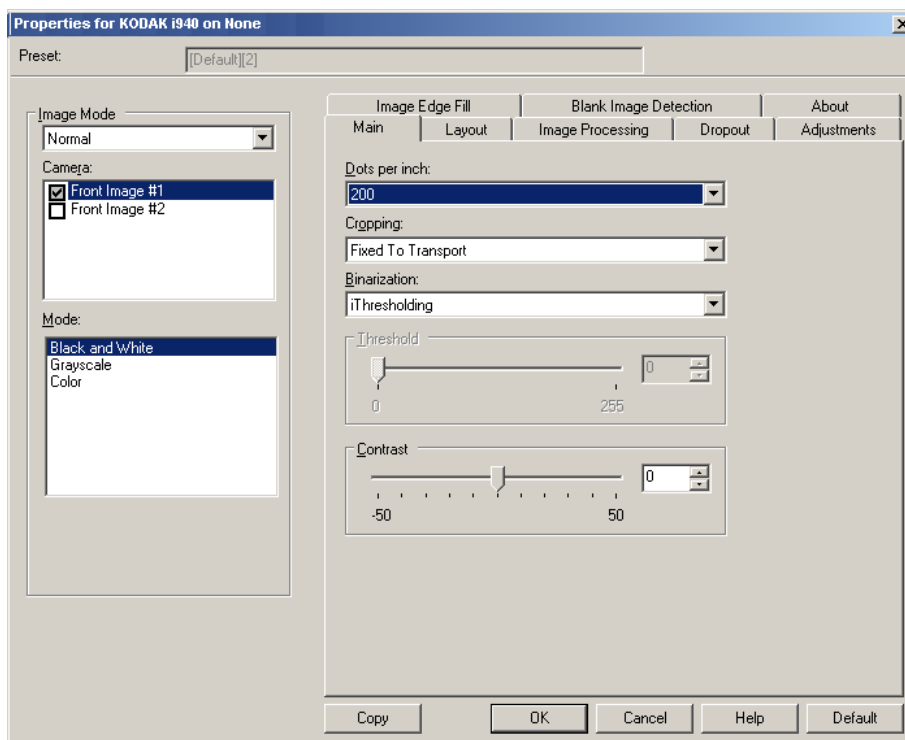 Properties for KODAK i940 on None
Preset:
[Default][2]
Image Mode
Normal
Camera:
Front Image #1
Front Image #2
Mode:
Black and White
Grayscale
Color
Image Edge Fill
Blank Image Detection
About
Main
Layout
Image Processing
Dropout
Adjustments
Dots per inch:
200
Cropping:
Fixed To Transport
Binarization:
iThresholding
Threshold
0
0
255
Contrast
0
-50
50
Copy
OK
Cancel
Help
Default